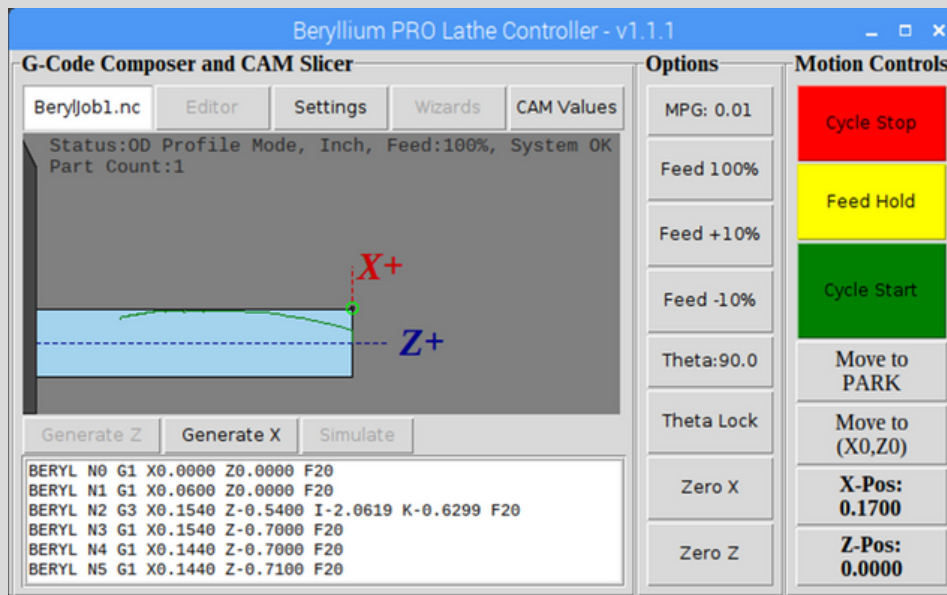 Beryllium PRO Lathe Controller - v1.1.1
G-Code Composer and CAM Slicer
BerylJob1.nc
Editor
Settings
Wizards
CAM Values
Status:OD Profile Mode, Inch, Feed:100%, System OK
Part Count:1
X+
Z+
Generate Z
Generate X
Simulate
BERYL N0 G1 X0.0000 Z0.0000 F20
BERYL N1 G1 X0.0600 Z0.0000 F20
BERYL N2 G3 X0.1540 Z-0.5400 I-2.0619 K-0.6299 F20
BERYL N3 G1 X0.1540 Z-0.7000 F20
BERYL N4 G1 X0.1440 Z-0.7000 F20
BERYL N5 G1 X0.1440 Z-0.7100 F20
Options
MPG: 0.01
Feed 100%
Feed +10%
Feed -10%
Theta:90.0
Theta Lock
Zero X
Zero Z
Motion Controls
Cycle Stop
Feed Hold
Cycle Start
Move to
PARK
Move to
(X0,Z0)
X-Pos:
0.1700
Z-Pos:
0.0000